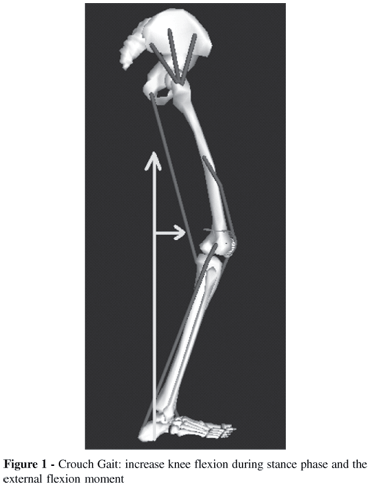 Figure 1 - Crouch Gait: increase knee flexion during stance phase and the
external flexion moment